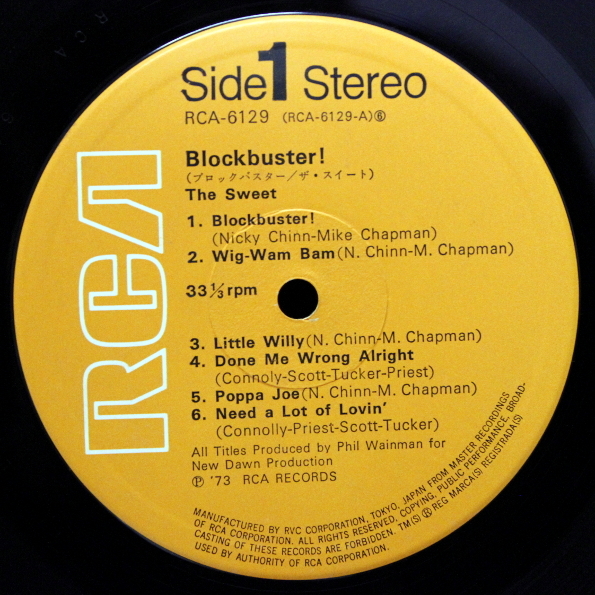 Side 1 Stereo
RCA-6129 (RCA-6129-A)⑥
RCA
Blockbuster!
(ブロックバスター/ザ・スイート)
The Sweet
1. Blockbuster!
(Nicky Chinn-Mike Chapman)
2. Wig-Wam Bam(N. Chinn-M. Chapman)
33 1/3 rpm
3. Little Willy(N. Chinn-M. Chapman)
4. Done Me Wrong Alright
(Connoly-Scott-Tucker-Priest)
5. Poppa Joe(N. Chinn-M. Chapman)
6. Need a Lot of Lovin'
(Connolly-Priest-Scott-Tucker)
All Titles Produced by Phil Wainman for
New Dawn Production
Ⓟ '73 RCA RECORDS
MANUFACTURED BY RVC CORPORATION, TOKYO, JAPAN FROM MASTER RECORDINGS
OF RCA CORPORATION. ALL RIGHTS RESERVED, COPYING, PUBLIC PERFORMANCE, BROAD-
CASTING OF THESE RECORDS ARE FORBIDDEN. TM(S) Ⓡ REG MARCA(S) REGISTRADA(S)
USED BY AUTHORITY OF RCA CORPORATION.